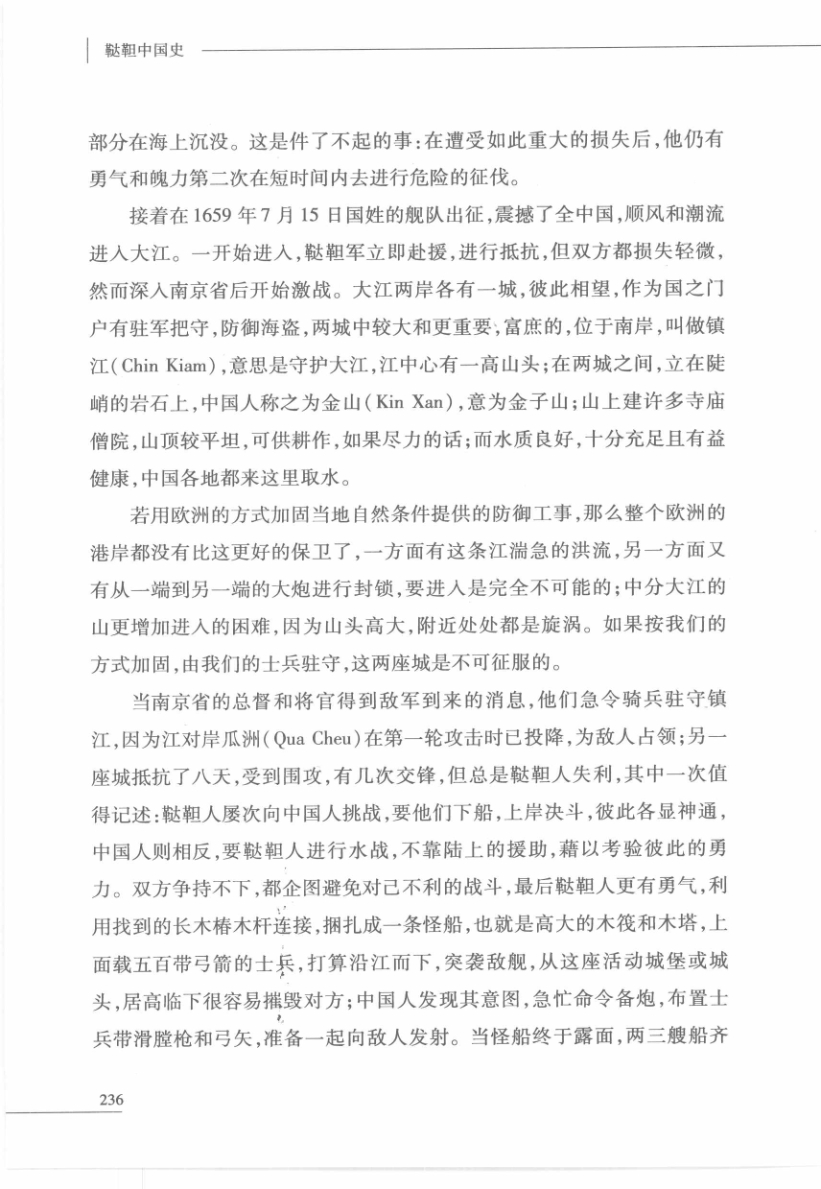 鞑靼中国史
部分在海上沉没。这是件了不起的事:在遭受如此重大的损失后,他仍有
勇气和魄力第二次在短时间内去进行危险的征伐。
接着在1659年7月15日国姓的舰队出征,震撼了全中国,顺风和潮流
进入大江。一开始进入,鞑靼军立即赴援,进行抵抗,但双方都损失轻微,
然而深入南京省后开始激战。大江两岸各有一城,彼此相望,作为国之门
户有驻军把守,防御海盗,两城中较大和更重要、富庶的,位于南岸,叫做镇
江(Chin Kiam),意思是守护大江,江中心有一高山头;在两城之间,立在陡
峭的岩石上,中国人称之为金山(Kin Xan),意为金子山;山上建许多寺庙
僧院,山顶较平坦,可供耕作,如果尽力的话;而水质良好,十分充足且有益
健康,中国各地都来这里取水。
若用欧洲的方式加固当地自然条件提供的防御工事,那么整个欧洲的
港岸都没有比这更好的保卫了,一方面有这条江湍急的洪流,另一方面又
有从一端到另一端的大炮进行封锁,要进入是完全不可能的;中分大江的
山更增加进入的困难,因为山头高大,附近处处都是旋涡。如果按我们的
方式加固,由我们的士兵驻守,这两座城是不可征服的。
当南京省的总督和将官得到敌军到来的消息,他们急令骑兵驻守镇
江,因为江对岸瓜洲(Qua Cheu)在第一轮攻击时已投降,为敌人占领;另一
座城抵抗了八天,受到围攻,有几次交锋,但总是鞑靼人失利,其中一次值
得记述:鞑靼人屡次向中国人挑战,要他们下船,上岸决斗,彼此各显神通,
中国人则相反,要鞑靼人进行水战,不靠陆上的援助,藉以考验彼此的勇
力。双方争持不下,都企图避免对己不利的战斗,最后鞑靼人更有勇气,利
用找到的长木椿木杆连接,捆扎成一条怪船,也就是高大的木筏和木塔,上
面载五百带弓箭的士兵,打算沿江而下,突袭敌舰,从这座活动城堡或城
头,居高临下很容易摧毁对方;中国人发现其意图,急忙命令备炮,布置士
兵带滑膛枪和弓矢,准备一起向敌人发射。当怪船终于露面,两三艘船齐
236